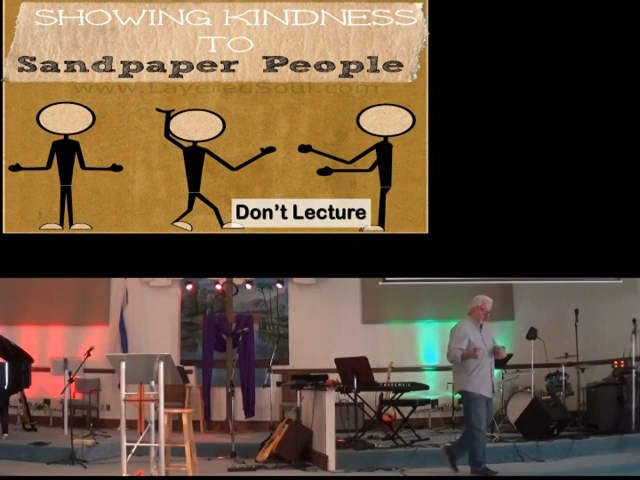 SHOWING KINDNESS
TO
Sandpaper People
www.LayeredSoul.com
Don't Lecture